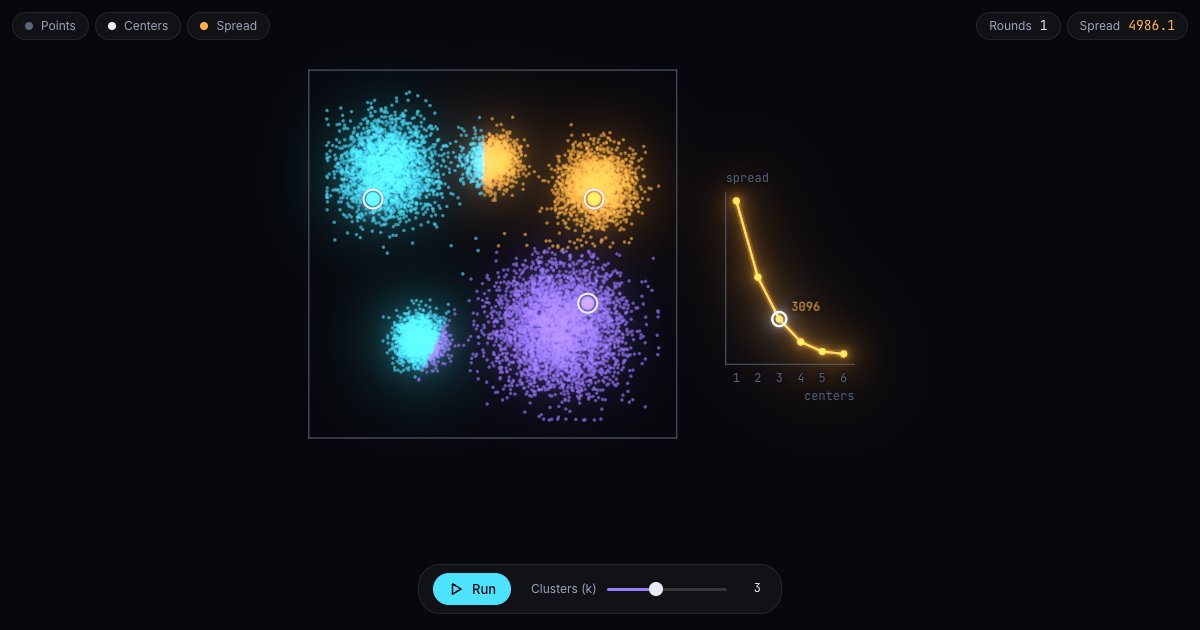 Points
Centers
Spread
Rounds 1
Spread 4986.1
spread
3096
1 2 3 4 5 6
centers
Run
Clusters (k)
3